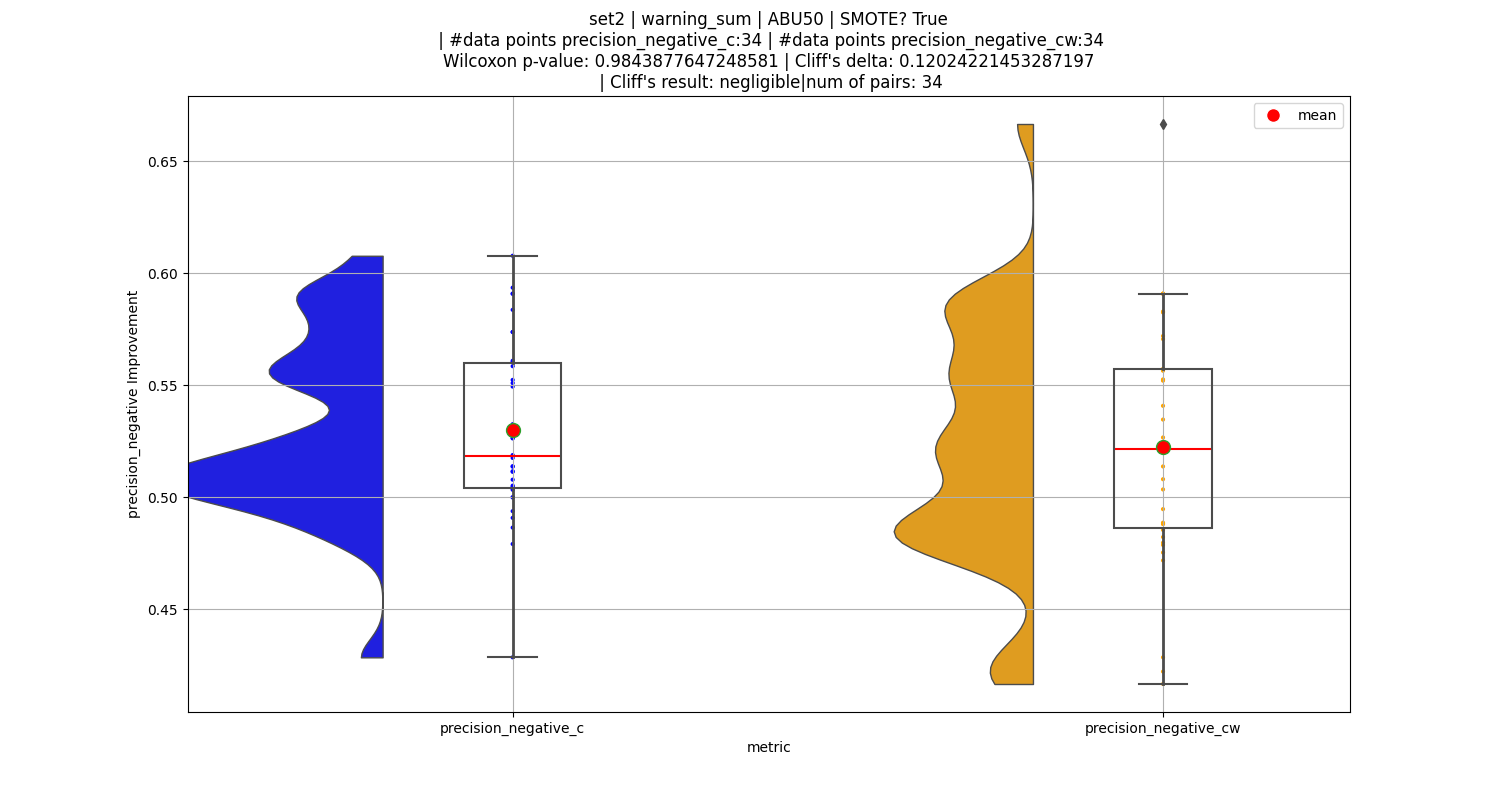 set2 | warning_sum | ABU50 | SMOTE? True
| #data points precision_negative_c:34 | #data points precision_negative_cw:34
Wilcoxon p-value: 0.9843877647248581 | Cliff's delta: 0.12024221453287197
| Cliff's result: negligible|num of pairs: 34
mean
0.65
0.60
0.55
0.50
0.45
precision_negative Improvement
precision_negative_c
precision_negative_cw
metric